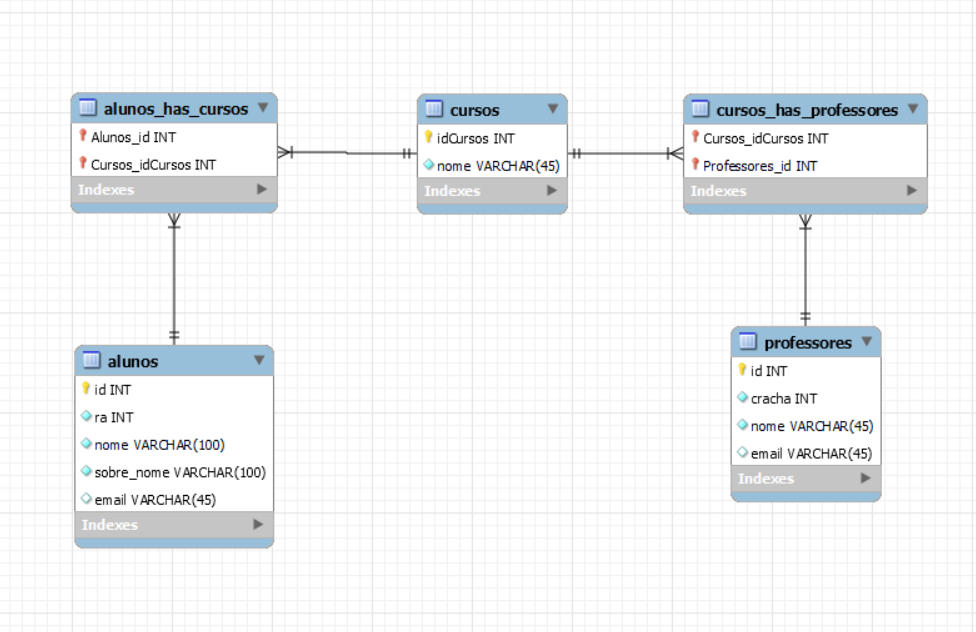 alunos_has_cursos
Alunos_id INT
Cursos_idCursos INT
Indexes
cursos
idCursos INT
nome VARCHAR(45)
Indexes
cursos_has_professores
Cursos_idCursos INT
Professores_id INT
Indexes
alunos
id INT
ra INT
nome VARCHAR(100)
sobre_nome VARCHAR(100)
email VARCHAR(45)
Indexes
professores
id INT
cracha INT
nome VARCHAR(45)
email VARCHAR(45)
Indexes